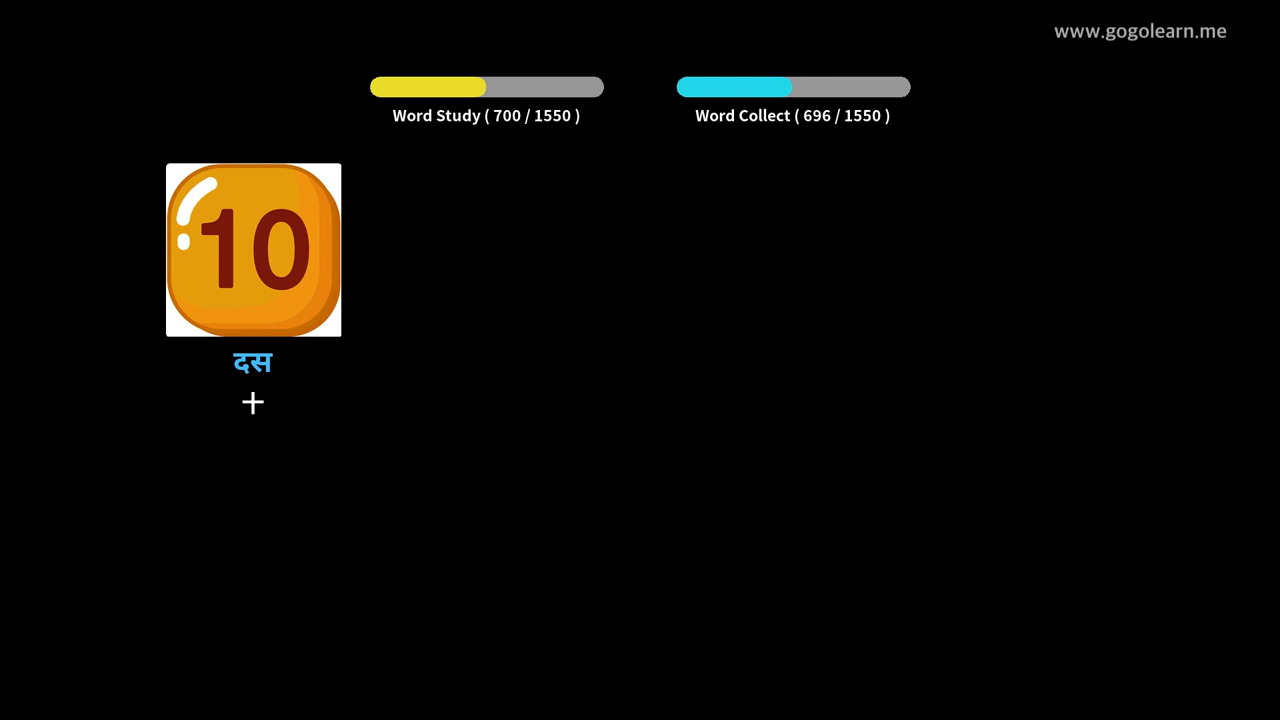 www.gogolearn.me
Word Study ( 700 / 1550 )
Word Collect ( 696 / 1550 )
10
दस
+